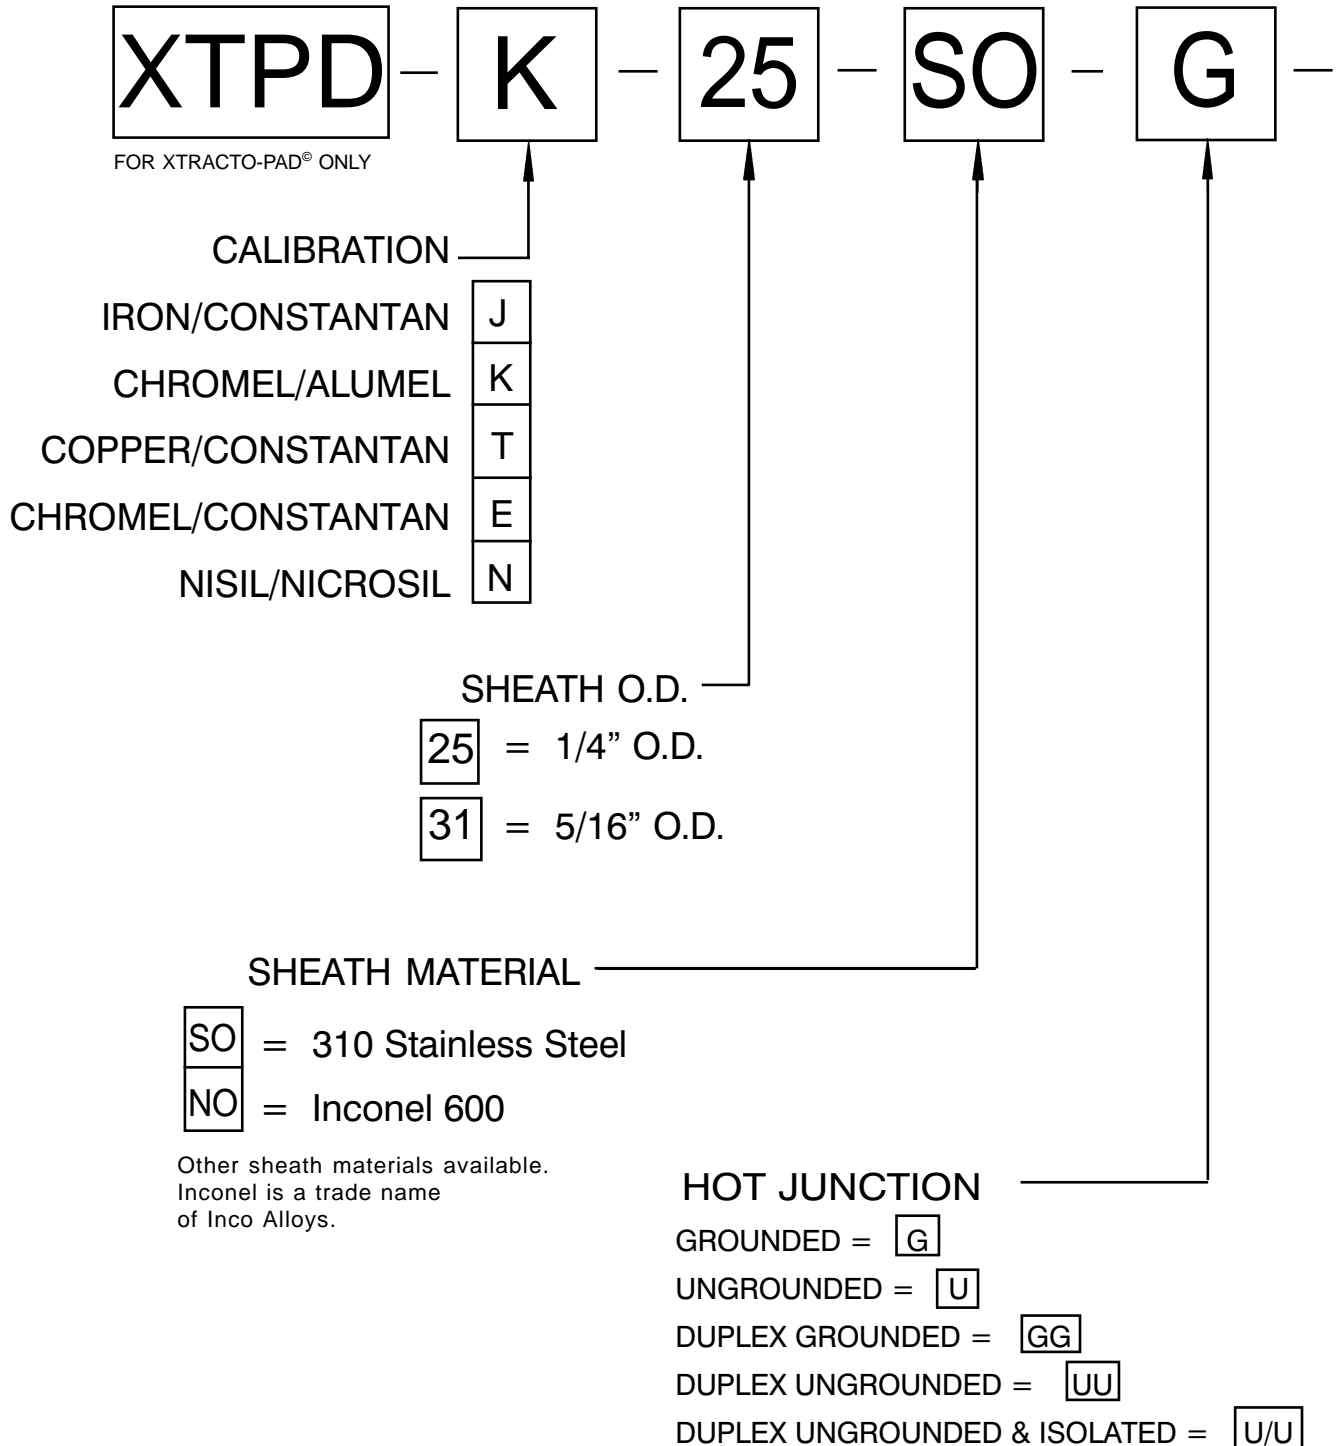 XTPD — K — 25 — SO — G —
FOR XTRACTO-PAD© ONLY
CALIBRATION
IRON/CONSTANTAN J
CHROMEL/ALUMEL K
COPPER/CONSTANTAN T
CHROMEL/CONSTANTAN E
NISIL/NICROSIL N
SHEATH O.D.
25 = 1/4” O.D.
31 = 5/16” O.D.
SHEATH MATERIAL
SO = 310 Stainless Steel
NO = Inconel 600
Other sheath materials available.
Inconel is a trade name
of Inco Alloys.
HOT JUNCTION
GROUNDED = G
UNGROUNDED = U
DUPLEX GROUNDED = GG
DUPLEX UNGROUNDED = UU
DUPLEX UNGROUNDED & ISOLATED = U/U